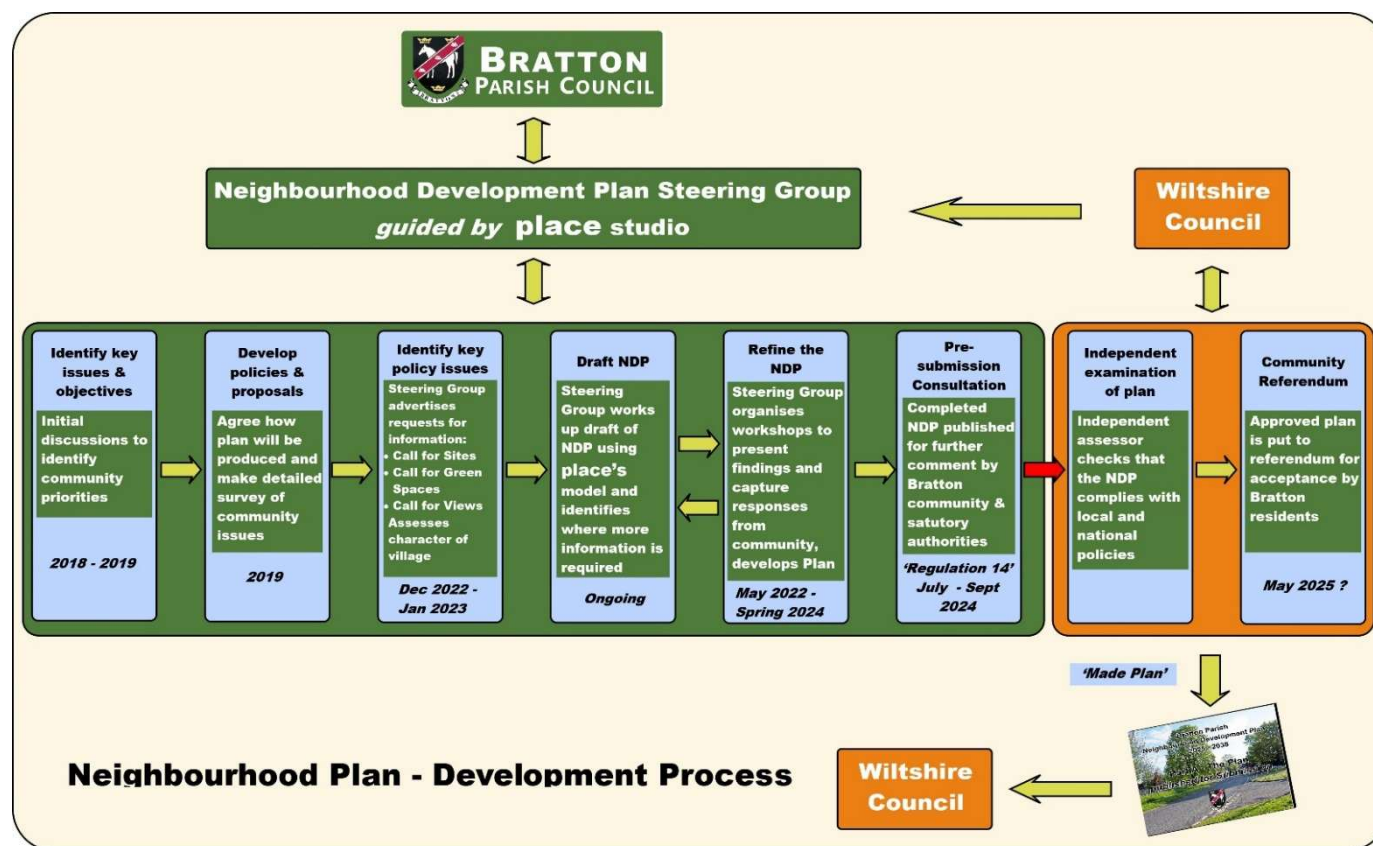 BRATTON
PARISH COUNCIL
BRATTON
Neighbourhood Development Plan Steering Group
guided by place studio
Wiltshire
Council
Identify key
issues &
objectives
Initial
discussions to
identify
community
priorities
2018 - 2019
Develop
policies &
proposals
Agree how
plan will be
produced and
make detailed
survey of
community
issues
2019
Identify key
policy issues
Steering Group
advertises
requests for
information:
• Call for Sites
• Call for Green
Spaces
• Call for Views
Assesses
character of
village
Dec 2022 -
Jan 2023
Draft NDP
Steering
Group works
up draft of
NDP using
place's
model and
identifies
where more
information is
required
Ongoing
Refine the
NDP
Steering Group
organises
workshops to
present
findings and
capture
responses
from
community,
develops Plan
May 2022 -
Spring 2024
Pre-
submission
Consultation
Completed
NDP published
for further
comment by
Bratton
community &
satutory
authorities
‘Regulation 14’
July - Sept
2024
Independent
examination
of plan
Independent
assessor
checks that
the NDP
complies with
local and
national
policies
Community
Referendum
Approved plan
is put to
referendum for
acceptance by
Bratton
residents
May 2025 ?
‘Made Plan’
Parish
Neighbourhood Development Plan
2038
The Plan
Neighbourhood Plan - Development Process
Wiltshire
Council